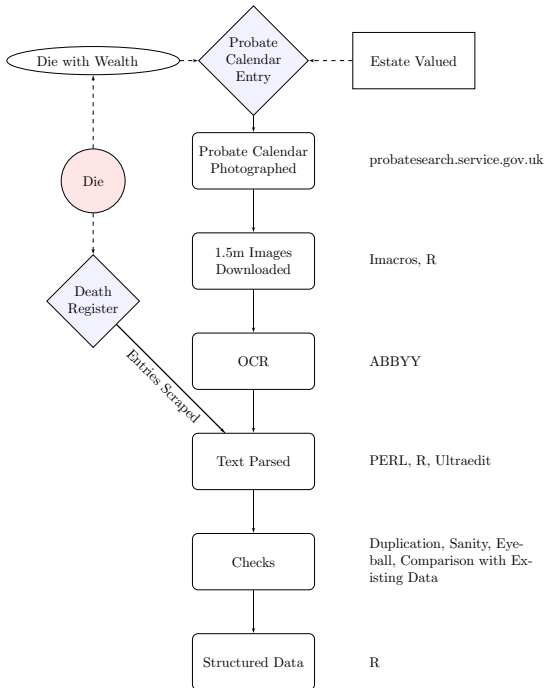 Die with Wealth
Probate
Calendar
Entry
Estate Valued
Probate Calendar
Photographed
probatesearch.service.gov.uk
Die
1.5m Images
Downloaded
Imacros, R
Death
Register
Entries Scraped
OCR
ABBYY
Text Parsed
PERL, R, Ultraedit
Checks
Duplication, Sanity, Eye-
ball, Comparison with Ex-
isting Data
Structured Data
R